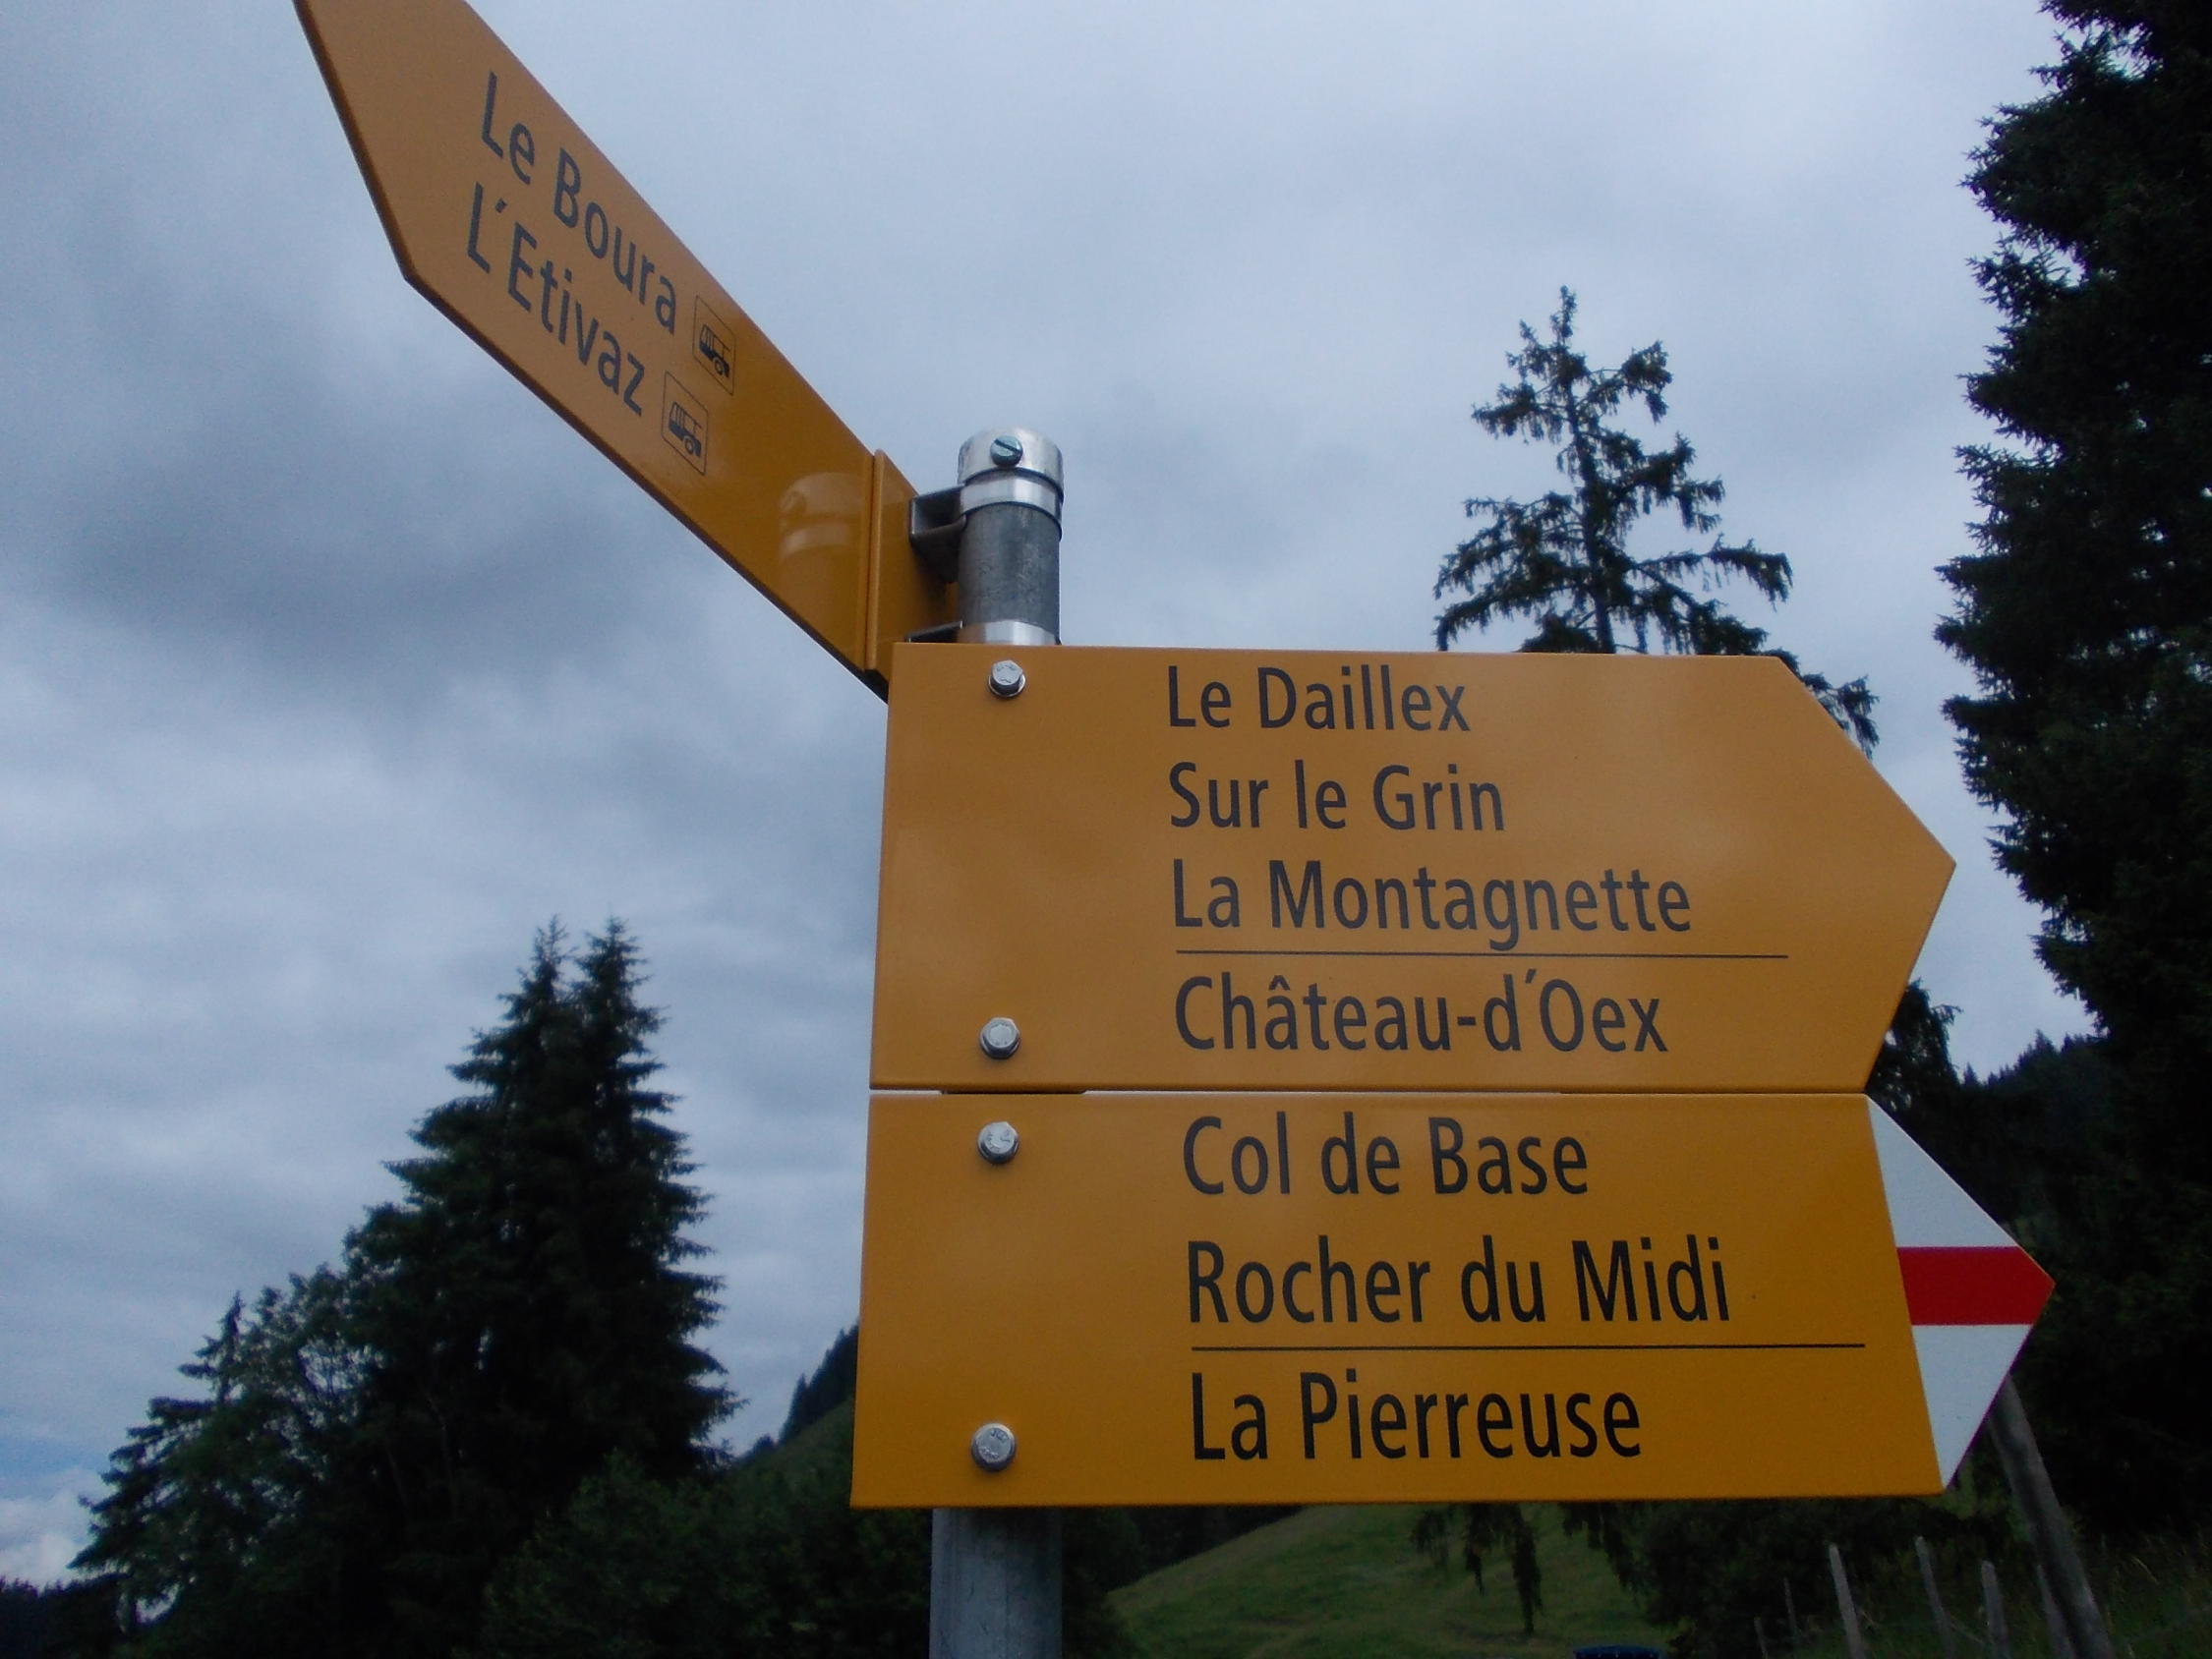 Le Boura
L'Etivaz
Le Daillex
Sur le Grin
La Montagnette
Château-d'Oex
Col de Base
Rocher du Midi
La Pierreuse